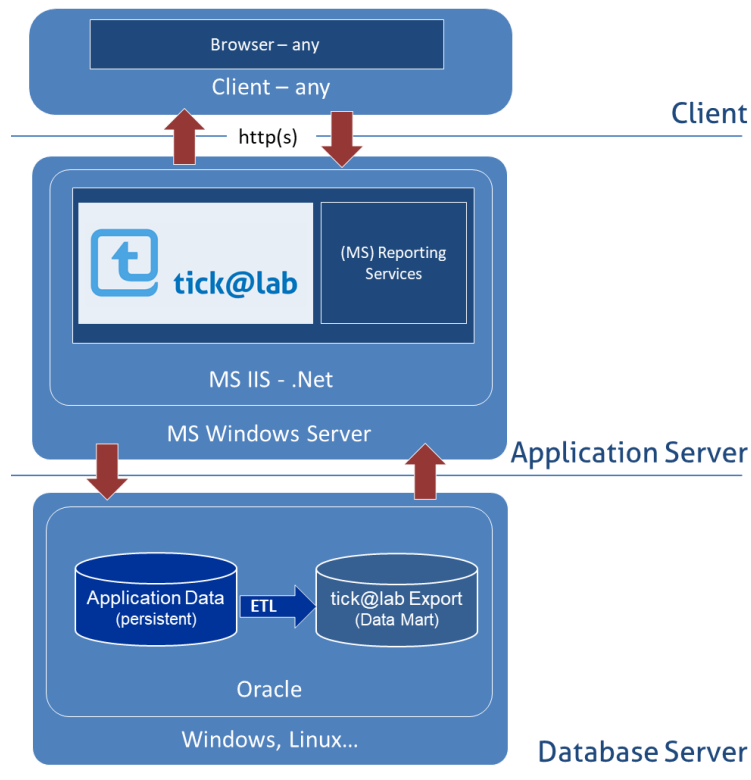 Browser – any
Client – any
Client
http(s)
t
tick@lab
(MS) Reporting
Services
MS IIS - .Net
MS Windows Server
Application Server
Application Data
(persistent)
ETL
tick@lab Export
(Data Mart)
Oracle
Windows, Linux...
Database Server